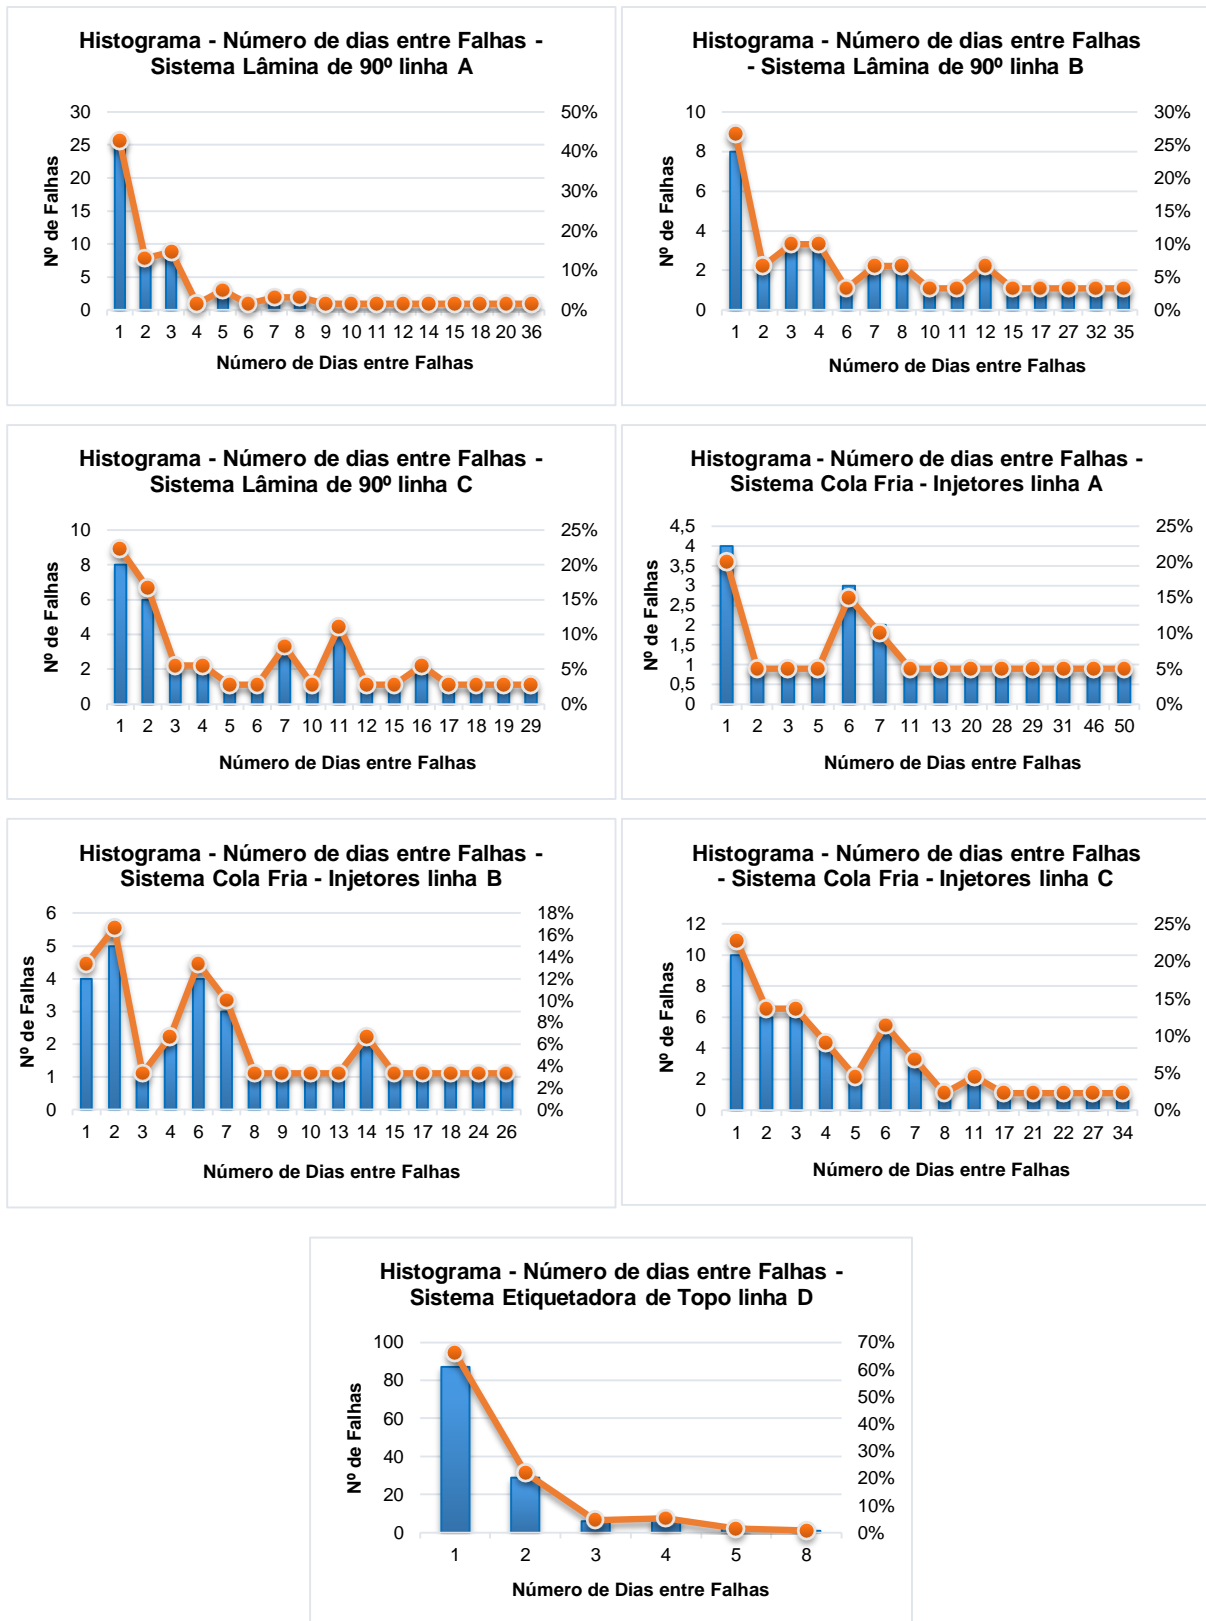 Histograma - Número de dias entre Falhas -
Sistema Lâmina de 90º linha A
30
25
20
15
10
5
0
50%
40%
30%
20%
10%
0%
Nº de Falhas
1 2 3 4 5 6 7 8 9 10 11 12 14 15 18 20 36
Número de Dias entre Falhas
Histograma - Número de dias entre Falhas
- Sistema Lâmina de 90º linha B
10
8
6
4
2
0
30%
25%
20%
15%
10%
5%
0%
Nº de Falhas
1 2 3 4 6 7 8 10 11 12 15 17 27 32 35
Número de Dias entre Falhas
Histograma - Número de dias entre Falhas -
Sistema Lâmina de 90º linha C
10
8
6
4
2
0
25%
20%
15%
10%
5%
0%
Nº de Falhas
1 2 3 4 5 6 7 10 11 12 15 16 17 18 19 29
Número de Dias entre Falhas
Histograma - Número de dias entre Falhas -
Sistema Cola Fria - Injetores linha A
4,5
4
3,5
3
2,5
2
1,5
1
0,5
0
25%
20%
15%
10%
5%
0%
Nº de Falhas
1 2 3 5 6 7 11 13 20 28 29 31 46 50
Número de Dias entre Falhas
Histograma - Número de dias entre Falhas -
Sistema Cola Fria - Injetores linha B
6
5
4
3
2
1
0
18%
16%
14%
12%
10%
8%
6%
4%
2%
0%
Nº de Falhas
1 2 3 4 6 7 8 9 10 13 14 15 17 18 24 26
Número de Dias entre Falhas
Histograma - Número de dias entre Falhas
- Sistema Cola Fria - Injetores linha C
12
10
8
6
4
2
0
25%
20%
15%
10%
5%
0%
Nº de Falhas
1 2 3 4 5 6 7 8 11 17 21 22 27 34
Número de Dias entre Falhas
Histograma - Número de dias entre Falhas -
Sistema Etiquetadora de Topo linha D
100
80
60
40
20
0
70%
60%
50%
40%
30%
20%
10%
0%
Nº de Falhas
1 2 3 4 5 8
Número de Dias entre Falhas